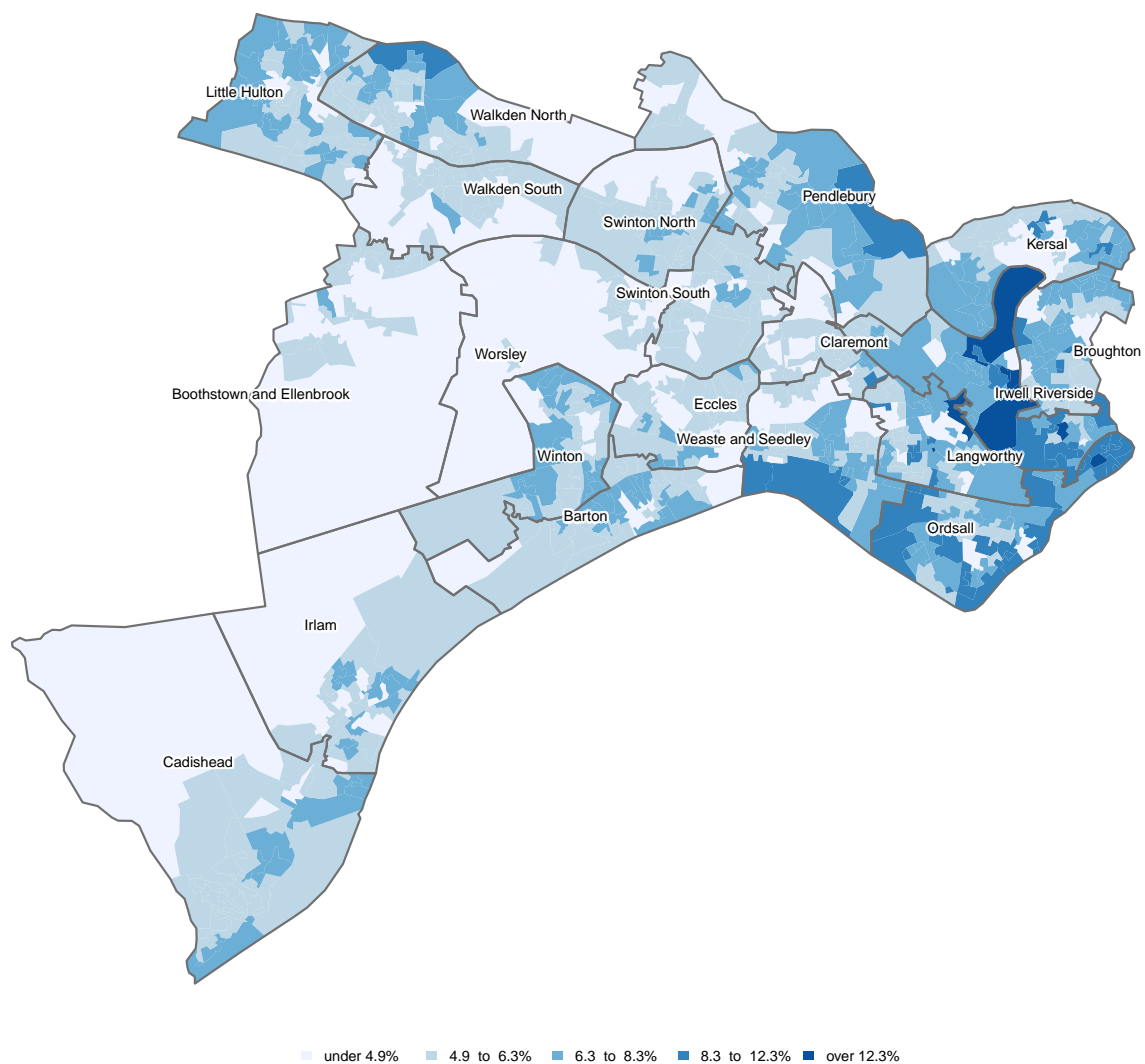 Little Hulton
Walkden North
Walkden South
Pendlebury
Swinton North
Kersal
Swinton South
Claremont
Broughton
Worsley
Boothstown and Ellenbrook
Irwell Riverside
Eccles
Weaste and Seedley
Winton
Langworthy
Barton
Ordsall
Irlam
Cadishead
under 4.9% 4.9 to 6.3% 6.3 to 8.3% 8.3 to 12.3% over 12.3%